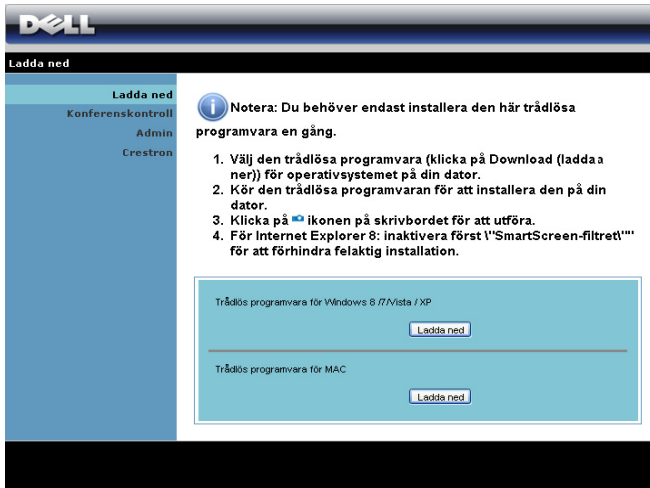 DELL
Ladda ned
Ladda ned
Konferenskontroll
Admin
Crestron
Notera: Du behöver endast installera den här trådlösa
programvara en gång.
1. Välj den trådlösa programvara (klicka på Download (ladda a
ner)) för operativsystemet på din dator.
2. Kör den trådlösa programvaran för att installera den på din
dator.
3. Klicka på ikonen på skrivbordet för att utföra.
4. För Internet Explorer 8: inaktivera först \"SmartScreen-filtret\""
för att förhindra felaktig installation.
Trådlös programvara för Windows 8 /7/Vista / XP
Ladda ned
Trådlös programvara för MAC
Ladda ned